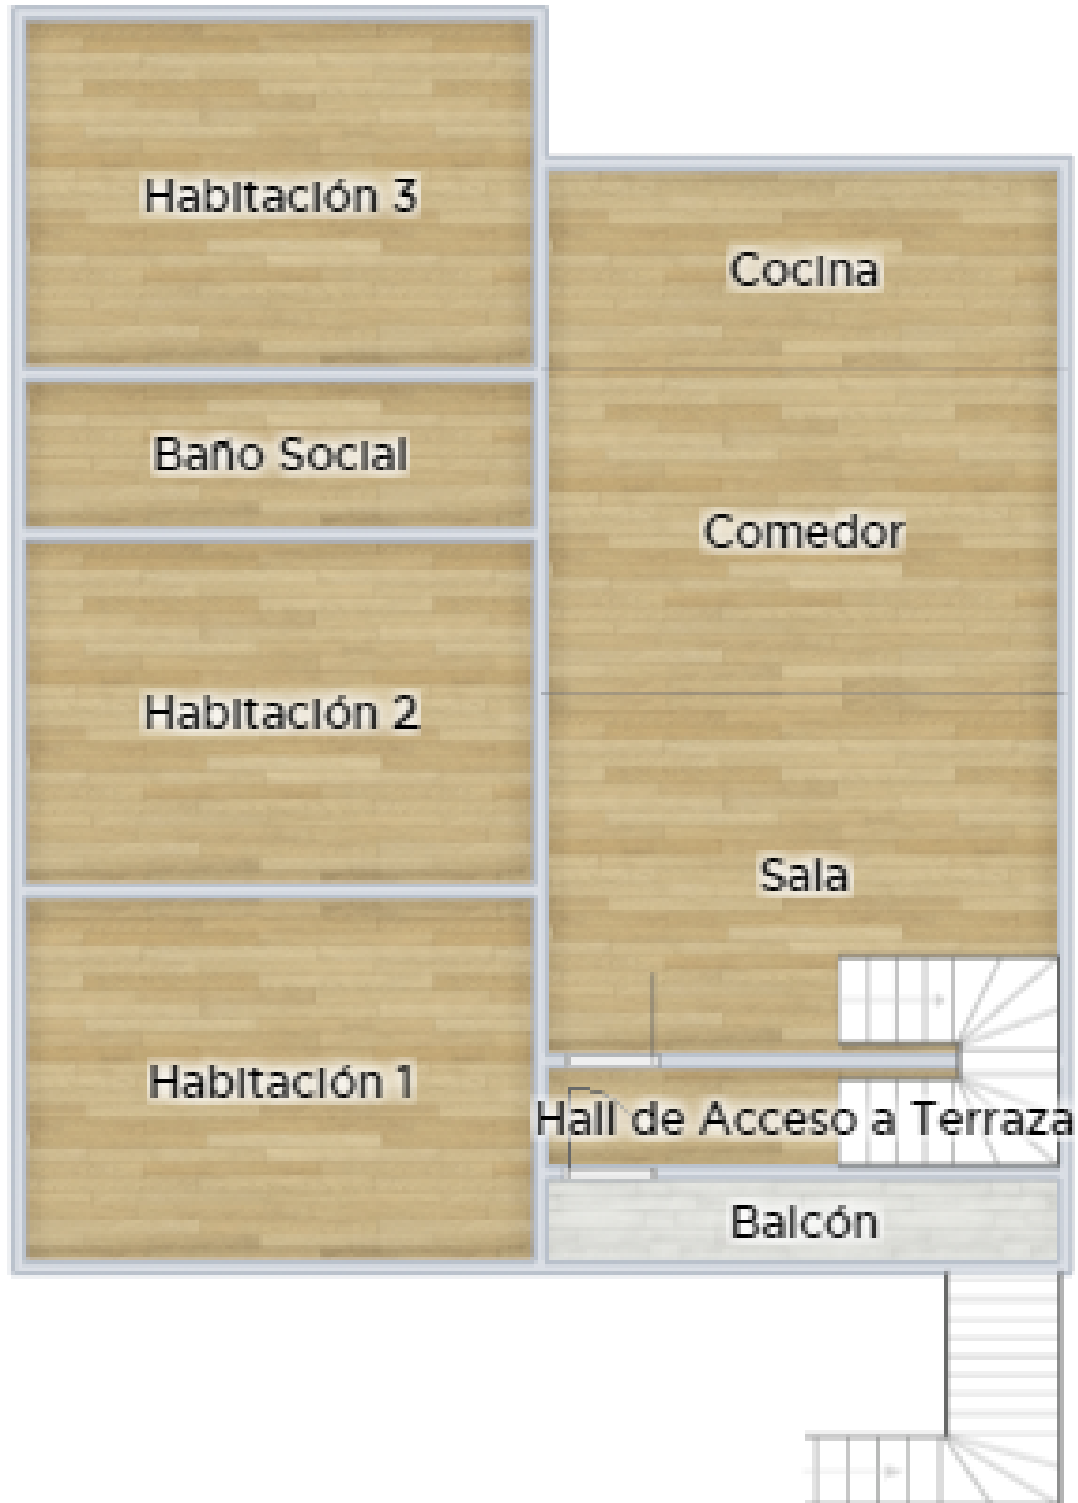 Habitación 3
Cocina
Baño Social
Comedor
Habitación 2
Sala
Habitación 1
Hall de Acceso a Terraza
Balcón